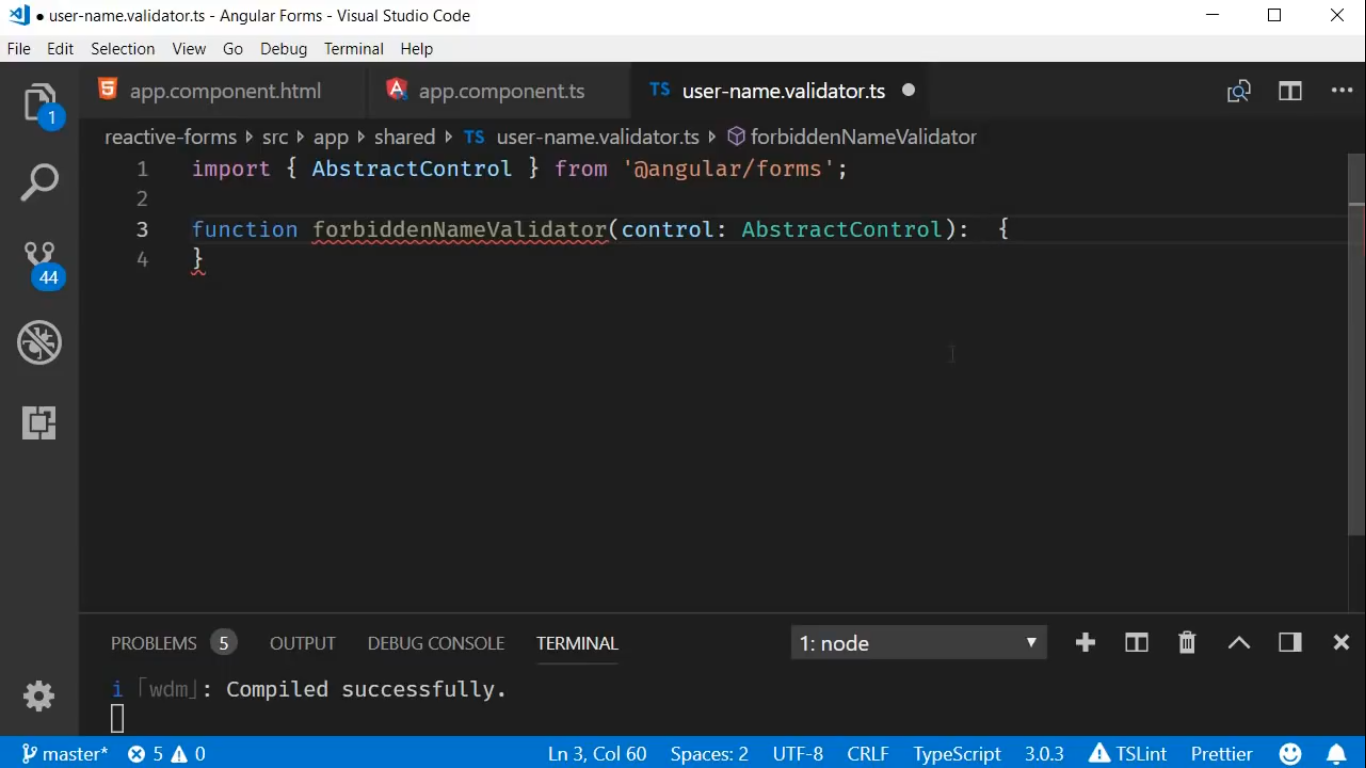 ● user-name.validator.ts - Angular Forms - Visual Studio Code
File Edit Selection View Go Debug Terminal Help
1
app.component.html app.component.ts TS user-name.validator.ts ●
reactive-forms src app shared TS user-name.validator.ts forbiddenNameValidator
1 import { AbstractControl } from '@angular/forms';
2
3 function forbiddenNameValidator(control: AbstractControl):  {
4 }
44
PROBLEMS 5 OUTPUT DEBUG CONSOLE TERMINAL 1: node
i ｢wdm｣: Compiled successfully.
master* 5 0 Ln 3, Col 60 Spaces: 2 UTF-8 CRLF TypeScript 3.0.3 TSLint Prettier